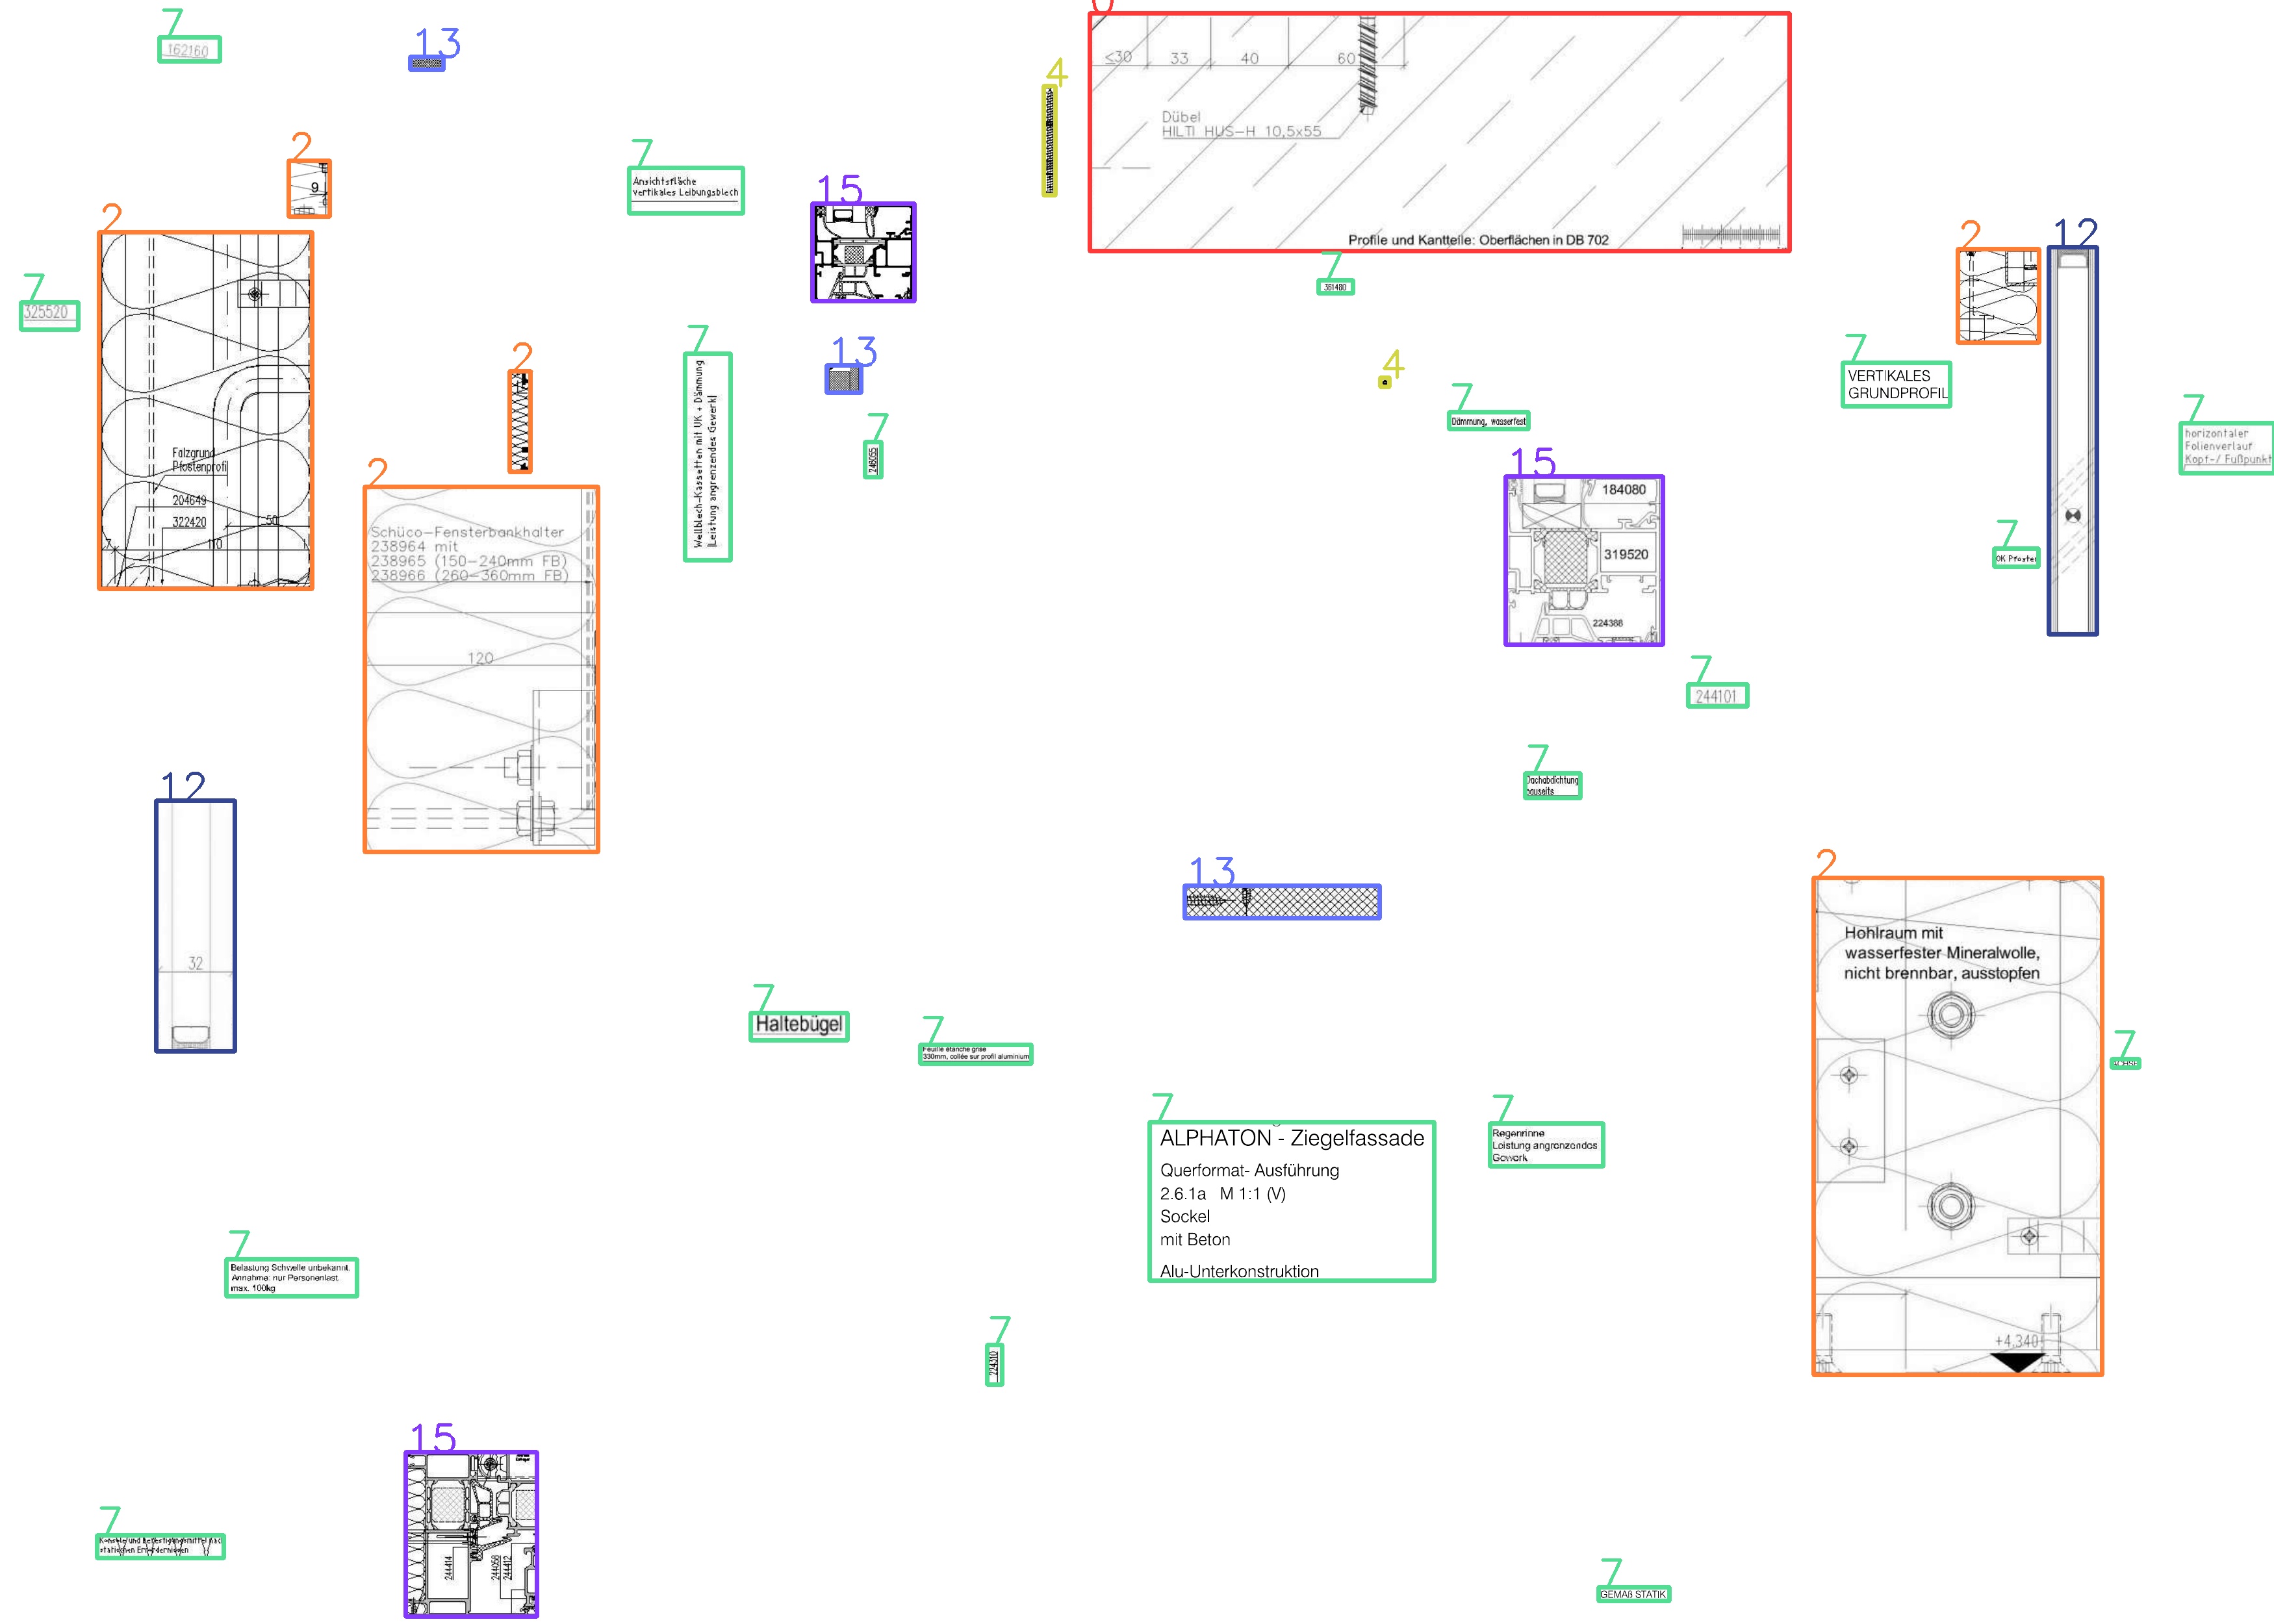 7
162160
13
0
≤30 33 40 60
Dübel
HILTI HUS-H 10,5x55
Profile und Kantteile: Oberflächen in DB 702
4
2
9
7
Ansichtsfläche
vertikales Leibungsblech
15
7
361480
2
12
7
325520
2
Falzgrund
Pfostenprofil
204649
322420
50
110
2
7
Wellblech-Kassetten mit UK + Dämmung
Leistung angrenzendes Gewerk
13
7
246055
4
7
Dämmung, wasserfest
7
VERTIKALES
GRUNDPROFIL
7
horizontaler
Folienverlauf
Kopf-/ Fußpunkt
2
Schüco-Fensterbankhalter
238964 mit
238965 (150-240mm FB)
238966 (260-360mm FB)
120
15
184080
319520
224388
7
OK Pfosten
7
244101
7
Dachabdichtung
bauseits
12
32
13
2
Hohlraum mit
wasserfester Mineralwolle,
nicht brennbar, ausstopfen
+4.340
7
Haltebügel
7
Feuille étanche grise
330mm, collée sur profil aluminium
7
ACHSE
7
ALPHATON - Ziegelfassade
Querformat- Ausführung
2.6.1a M 1:1 (V)
Sockel
mit Beton
Alu-Unterkonstruktion
7
Regenrinne
Leistung angrenzendes
Gewerk
7
Belastung Schwelle unbekannt.
Annahme: nur Personenlast.
max. 100kg
7
224310
15
244414
244056
244412
7
7
GEMÄß STATIK